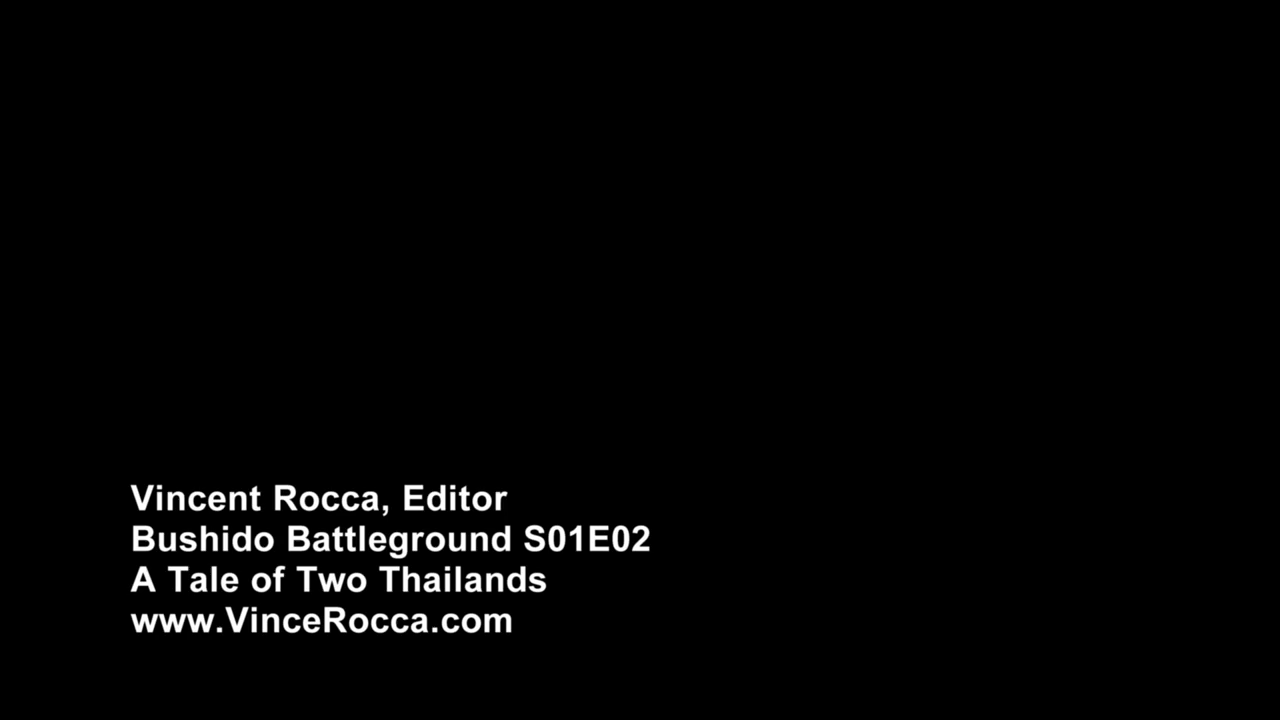 Vincent Rocca, Editor
Bushido Battleground S01E02
A Tale of Two Thailands
www.VinceRocca.com